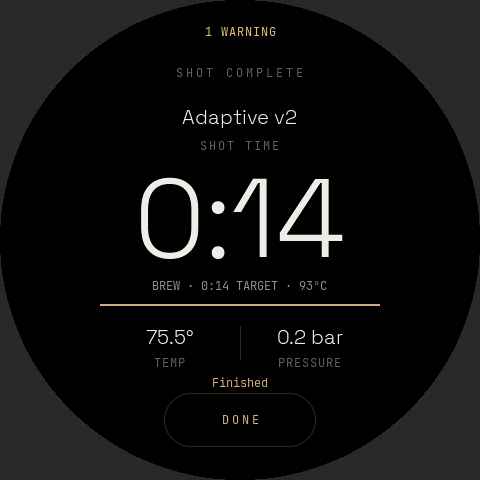 1 WARNING
SHOT COMPLETE
Adaptive v2
SHOT TIME
0:14
BREW · 0:14 TARGET · 93°C
75.5° 0.2 bar
TEMP PRESSURE
Finished
DONE